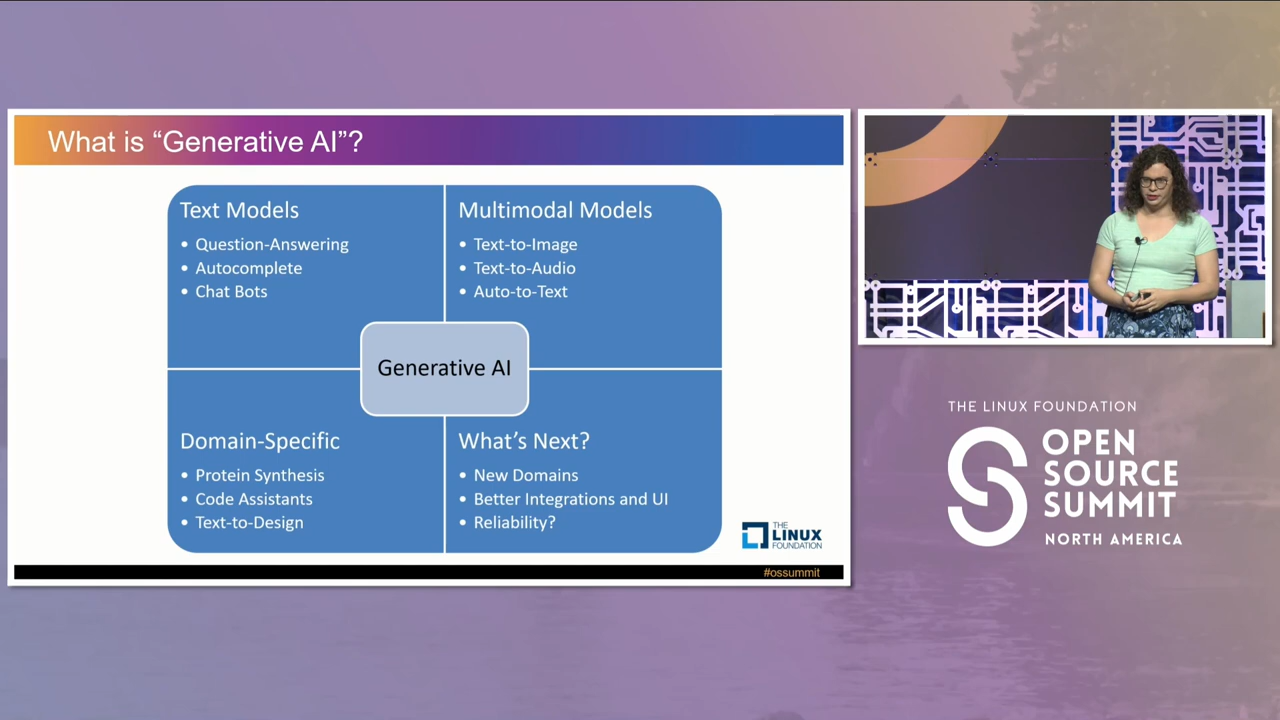 What is “Generative AI”?
Text Models
• Question-Answering
• Autocomplete
• Chat Bots
Multimodal Models
• Text-to-Image
• Text-to-Audio
• Auto-to-Text
Generative AI
Domain-Specific
• Protein Synthesis
• Code Assistants
• Text-to-Design
What’s Next?
• New Domains
• Better Integrations and UI
• Reliability?
THE
LINUX
FOUNDATION
#ossummit
THE LINUX FOUNDATION
OPEN
SOURCE
SUMMIT
NORTH AMERICA